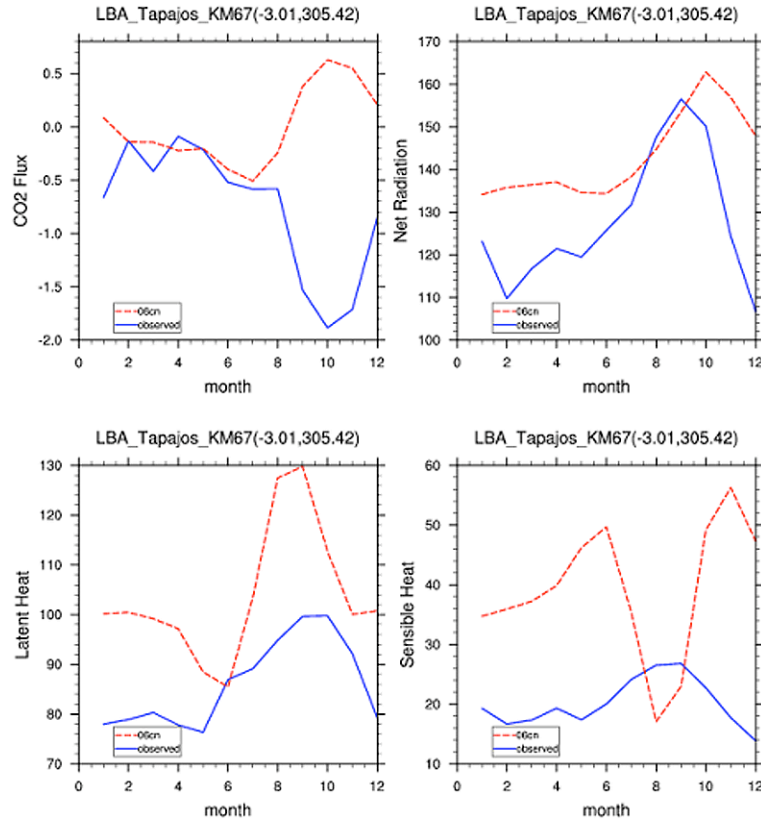 LBA_Tapajos_KM67(-3.01,305.42)
CO2 Flux
0.5
0.0
-0.5
-1.0
-1.5
-2.0
06cn
observed
0 2 4 6 8 10 12
month
LBA_Tapajos_KM67(-3.01,305.42)
Net Radiation
170
160
150
140
130
120
110
100
06cn
observed
0 2 4 6 8 10 12
month
LBA_Tapajos_KM67(-3.01,305.42)
Latent Heat
130
120
110
100
90
80
70
06cn
observed
0 2 4 6 8 10 12
month
LBA_Tapajos_KM67(-3.01,305.42)
Sensible Heat
60
50
40
30
20
10
06cn
observed
0 2 4 6 8 10 12
month